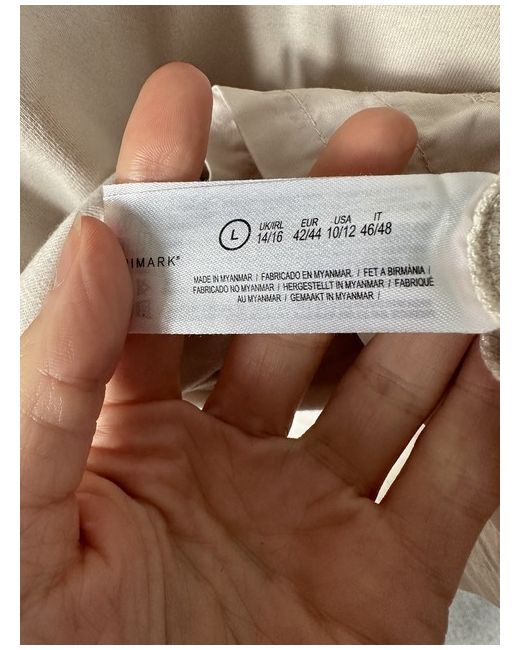 L
UK/IRL EUR USA IT
14/16 42/44 10/12 46/48
IMARK®
MADE IN MYANMAR / FABRICADO EN MYANMAR. / FET A BIRMÀNIA /
FABRICADO NO MYANMAR / HERGESTELLT IN MYANMAR / FABRIQUÉ
AU MYANMAR / GEMAAKT IN MYANMAR /